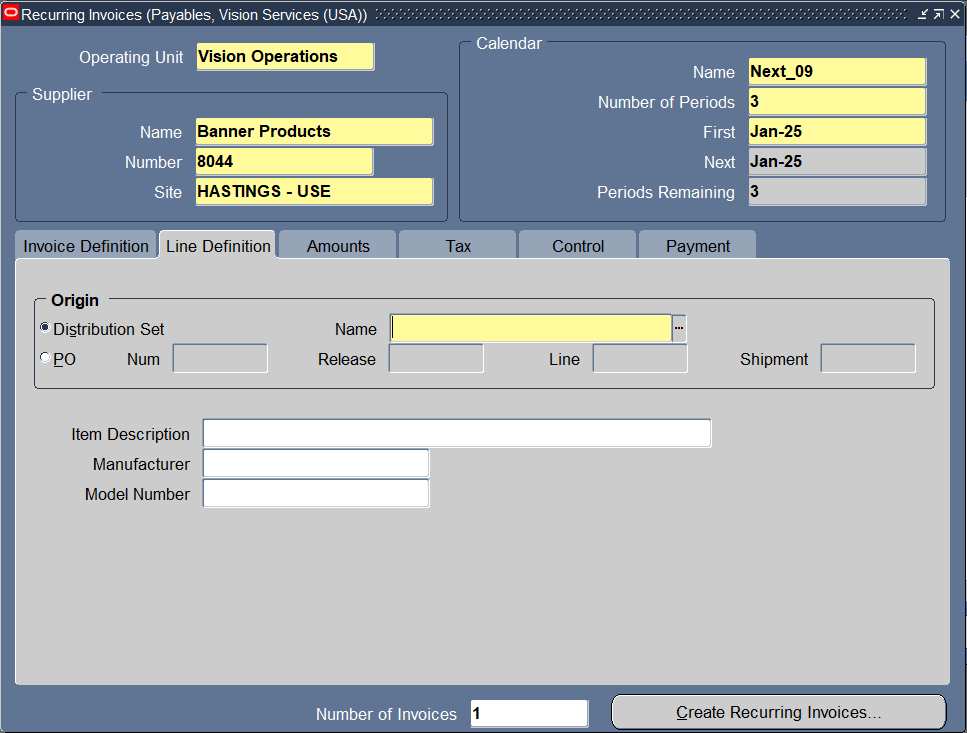 Recurring Invoices (Payables, Vision Services (USA))
Operating Unit Vision Operations
Supplier
Name Banner Products
Number 8044
Site HASTINGS - USE
Calendar
Name Next_09
Number of Periods 3
First Jan-25
Next Jan-25
Periods Remaining 3
Invoice Definition Line Definition Amounts Tax Control Payment
Origin
Distribution Set Name ...
PO Num Release Line Shipment
Item Description
Manufacturer
Model Number
Number of Invoices 1 Create Recurring Invoices...